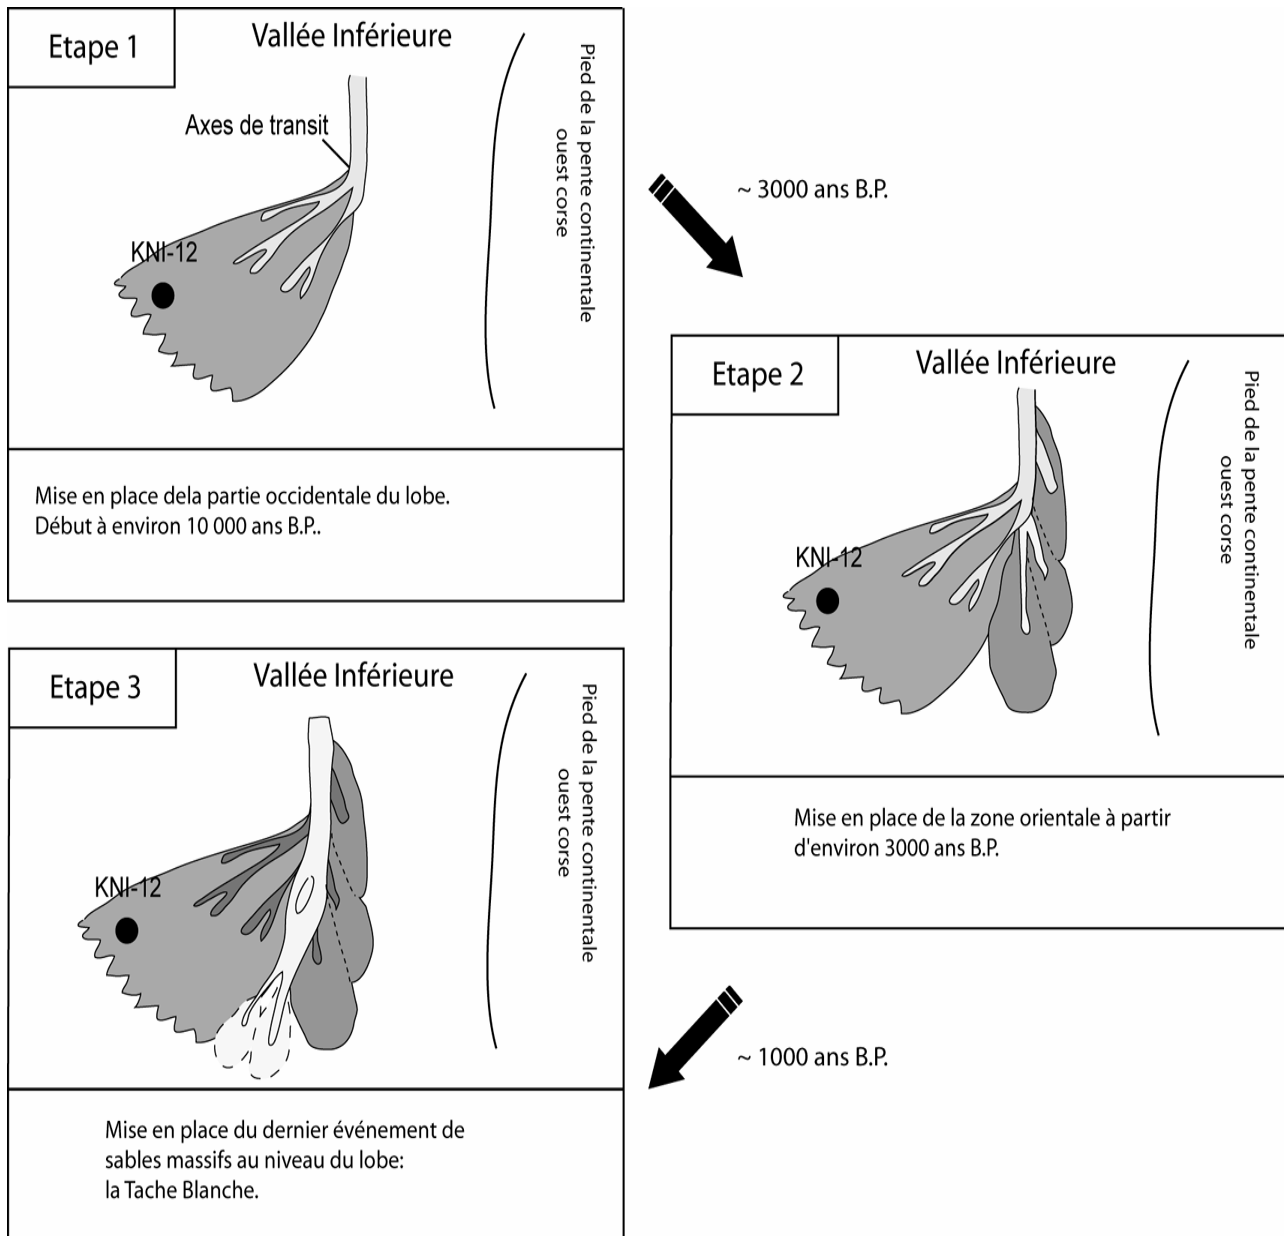 Etape 1
Vallée Inférieure
Pied de la pente continentale
ouest corse
Axes de transit
KNI-12
Mise en place dela partie occidentale du lobe.
Début à environ 10 000 ans B.P..
~ 3000 ans B.P.
Etape 2
Vallée Inférieure
Pied de la pente continentale
ouest corse
KNI-12
Mise en place de la zone orientale à partir
d'environ 3000 ans B.P.
~ 1000 ans B.P.
Etape 3
Vallée Inférieure
Pied de la pente continentale
ouest corse
KNI-12
Mise en place du dernier événement de
sables massifs au niveau du lobe:
la Tache Blanche.